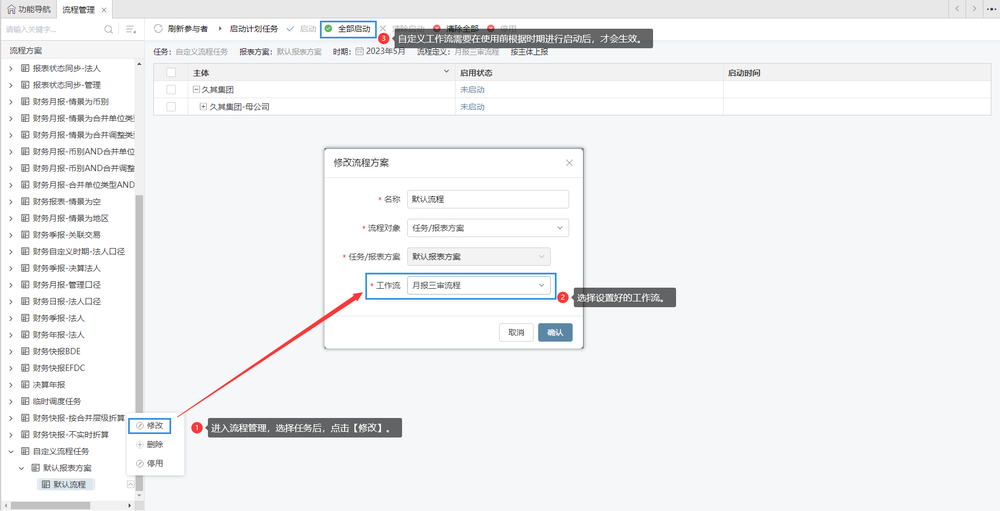 功能导航
流程管理
请输入关键字...
流程方案
报表状态同步-法人
报表状态同步-管理
财务月报-情景为币别
财务月报-情景为合并单位类型
财务月报-情景为合并调整类型
财务月报-币别AND合并单位
财务月报-币别AND合并调整
财务月报-合并单位类型AND
财务报表-情景为空
财务月报-情景为地区
财务季报-关联交易
财务自定义时期-法人口径
财务季报-决算法人
财务月报-管理口径
财务日报-法人口径
财务季报-法人
财务年报-法人
财务快报BDE
财务快报EFDC
决算年报
临时调度任务
财务快报-按合并层级折算
财务快报-不实时折算
自定义流程任务
默认报表方案
默认流程
修改
删除
停用
1 进入流程管理，选择任务后，点击【修改】。
刷新参与者 启动计划任务 启动 全部启动 清除启动 清除全部 停用
3 自定义工作流需要在使用前根据时期进行启动后，才会生效。
任务：自定义流程任务 报表方案：默认报表方案 时期：2023年5月 流程定义：月报三审流程 按主体上报
主体 启用状态 启动时间
久其集团 未启动
久其集团-母公司 未启动
修改流程方案
* 名称 默认流程
* 流程对象 任务/报表方案
* 任务/报表方案 默认报表方案
* 工作流 月报三审流程
2 选择设置好的工作流。
取消 确认